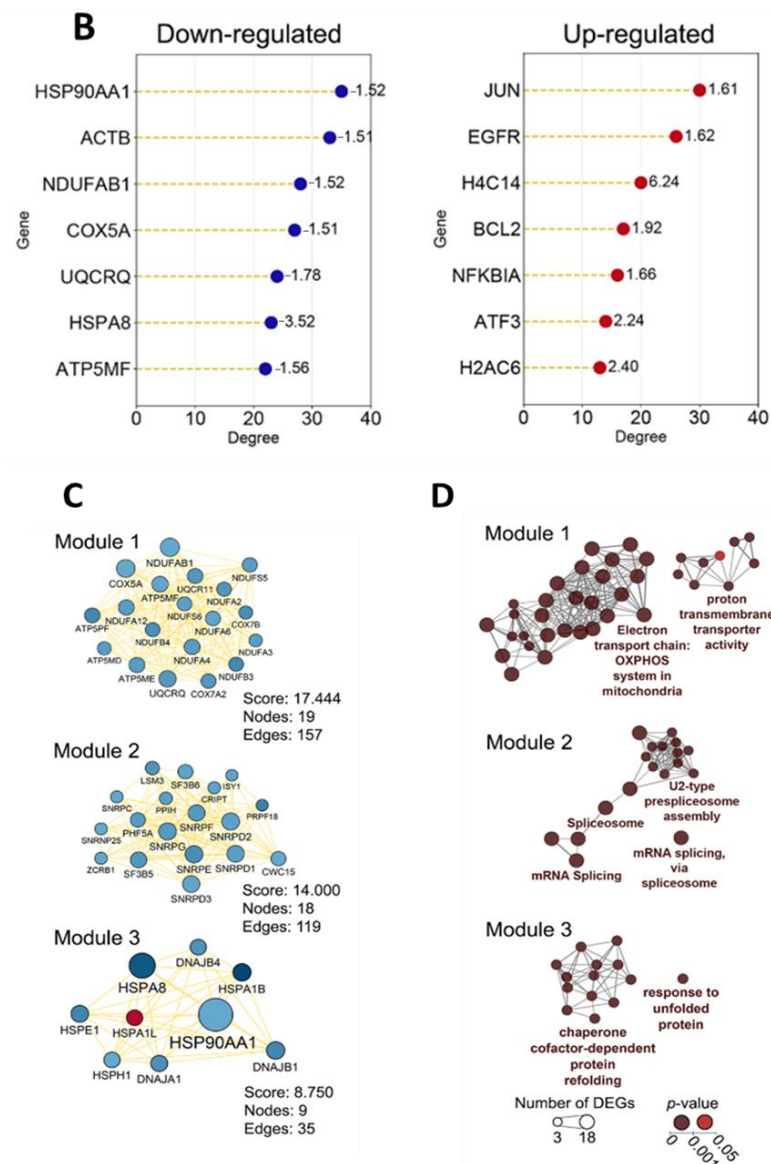 B
Down-regulated
Up-regulated
HSP90AA1
ACTB
NDUFAB1
COX5A
UQCRQ
HSPA8
ATP5MF
Gene
-1.52
-1.51
-1.52
-1.51
-1.78
-3.52
-1.56
0 10 20 30 40
Degree
JUN
EGFR
H4C14
BCL2
NFKBIA
ATF3
H2AC6
Gene
1.61
1.62
6.24
1.92
1.66
2.24
2.40
0 10 20 30 40
Degree
C
Module 1
NDUFAB1
COX5A
NDUFS5
UQCR11
ATP5MF
NDUFA2
ATP5PF
NDUFA12
NDUFS6
COX7B
NDUFB4
NDUFA6
NDUFA3
ATP5MD
NDUFA4
ATP5ME
NDUFB3
UQCRQ
COX7A2
Score: 17.444
Nodes: 19
Edges: 157
Module 2
LSM3
SF3B6
ISY1
CRIPT
SNRPC
PPIH
PRPF18
SNRPF
PHF5A
SNRPD2
SNRNP25
SNRPG
ZCRB1
SF3B5
SNRPE
SNRPD1
CWC15
SNRPD3
Score: 14.000
Nodes: 18
Edges: 119
Module 3
DNAJB4
HSPA8
HSPA1B
HSPE1
HSPA1L
HSP90AA1
HSPH1
DNAJA1
DNAJB1
Score: 8.750
Nodes: 9
Edges: 35
D
Module 1
Electron
transport chain:
OXPHOS
system in
mitochondria
proton
transmembrane
transporter
activity
Module 2
U2-type
prespliceosome
assembly
Spliceosome
mRNA Splicing
mRNA splicing,
via
spliceosome
Module 3
chaperone
cofactor-dependent
protein
refolding
response to
unfolded
protein
Number of DEGs
3 18
p-value
0 0.001 0.05